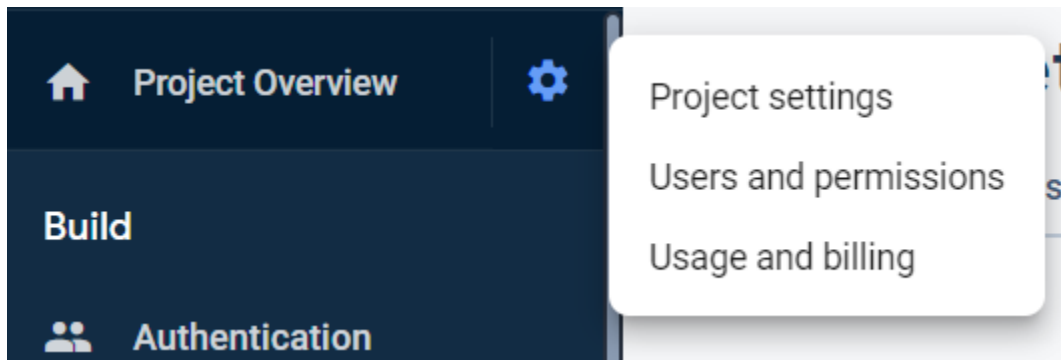 Project Overview
Project settings
Users and permissions
Usage and billing
Build
Authentication